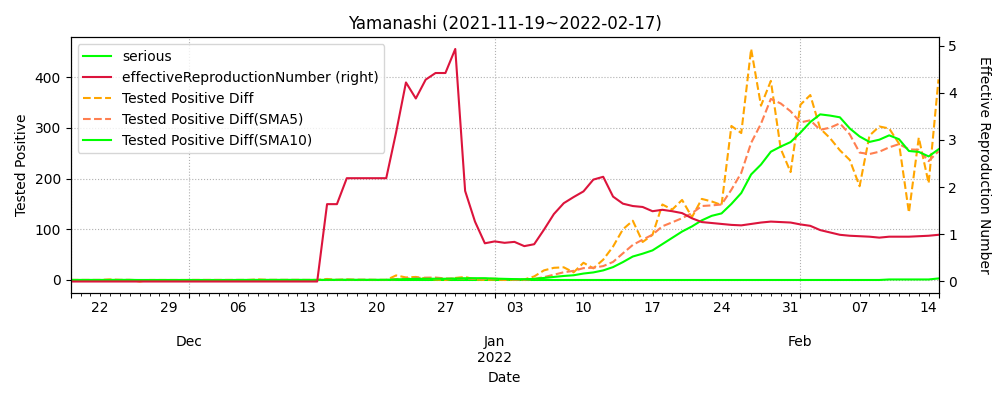 Yamanashi (2021-11-19~2022-02-17)
serious
effectiveReproductionNumber (right)
Tested Positive Diff
Tested Positive Diff(SMA5)
Tested Positive Diff(SMA10)
Tested Positive
400
300
200
100
0
Effective Reproduction Number
5
4
3
2
1
0
22 29 06 13 20 27 03 10 17 24 31 07 14
Dec Jan Feb
2022
Date